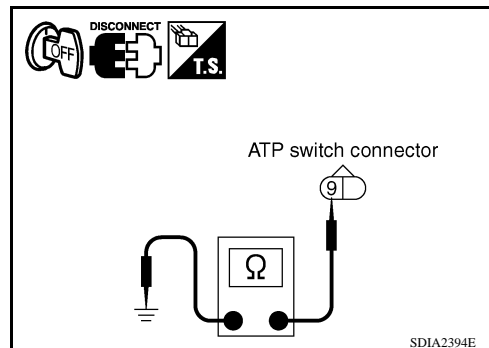 DISCONNECT
OFF
T.S.
ATP switch connector
9
Ω
SDIA2394E